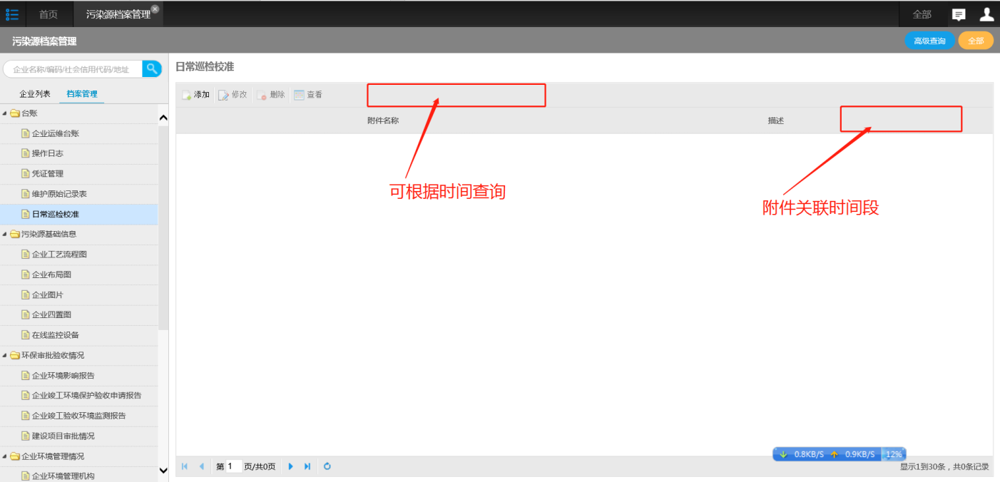 首页
污染源档案管理
全部
污染源档案管理
高级查询
全部
企业名称/编码/社会信用代码/地址
企业列表 档案管理
台账
企业运维台账
操作日志
凭证管理
维护原始记录表
日常巡检校准
污染源基础信息
企业工艺流程图
企业布局图
企业图片
企业四置图
在线监控设备
环保审批验收情况
企业环境影响报告
企业竣工环境保护验收申请报告
企业竣工验收环境监测报告
建设项目审批情况
企业环境管理情况
企业环境管理机构
日常巡检校准
添加 修改 删除 查看
附件名称 描述
可根据时间查询
附件关联时间段
0.8KB/S 0.9KB/S 12%
第 1 页/共0页
显示1到30条，共0条记录